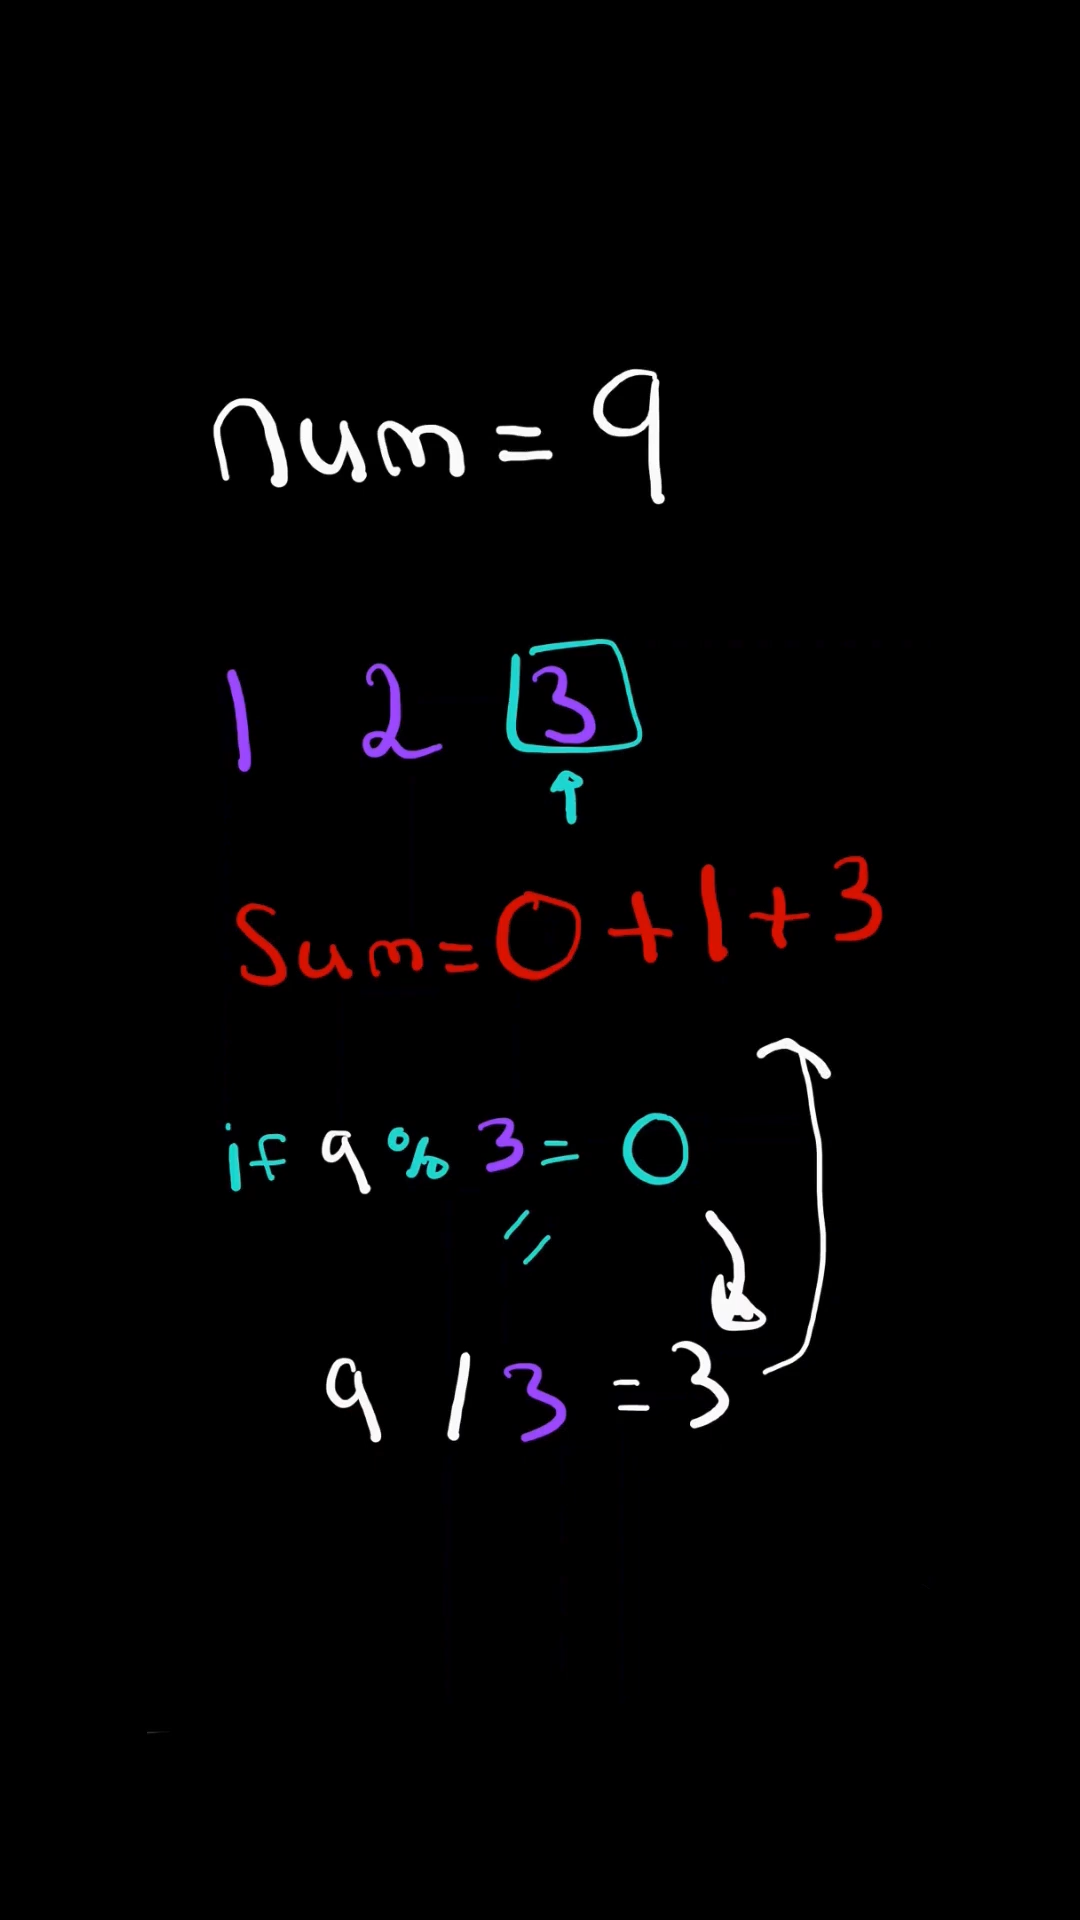 num = 9
1 2 3
Sum = 0 + 1 + 3
if 9 % 3 = 0
9 / 3 = 3